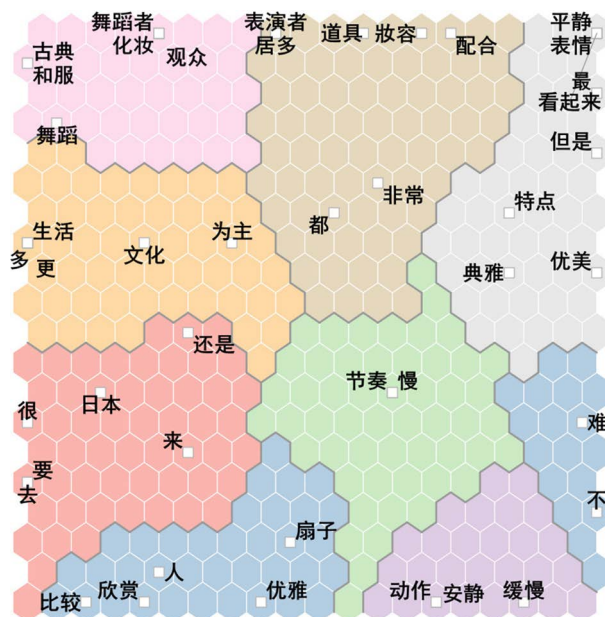 舞蹈者
化妆
表演者
居多
道具
妝容
配合
平静
表情
古典
和服
观众
最
看起来
舞蹈
但是
非常
特点
生活
都
文化
为主
多
更
典雅
优美
还是
节奏
慢
日本
很
难
来
要
去
不
扇子
人
比较
欣赏
优雅
动作
安静
缓慢